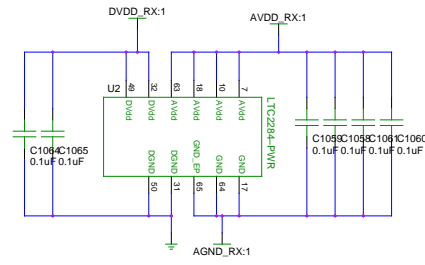 DVDD_RX:1
AVDD_RX:1
U2
49
32
63
18
10
7
DVdd
DVdd
AVdd
AVdd
AVdd
AVdd
LTC2284-PWR
DGND
DGND
GND_EP
GND
GND
50
31
65
64
17
C1064
C1065
0.1uF
0.1uF
C1059
C1058
C1061
C1060
0.1uF
0.1uF
0.1uF
0.1uF
AGND_RX:1